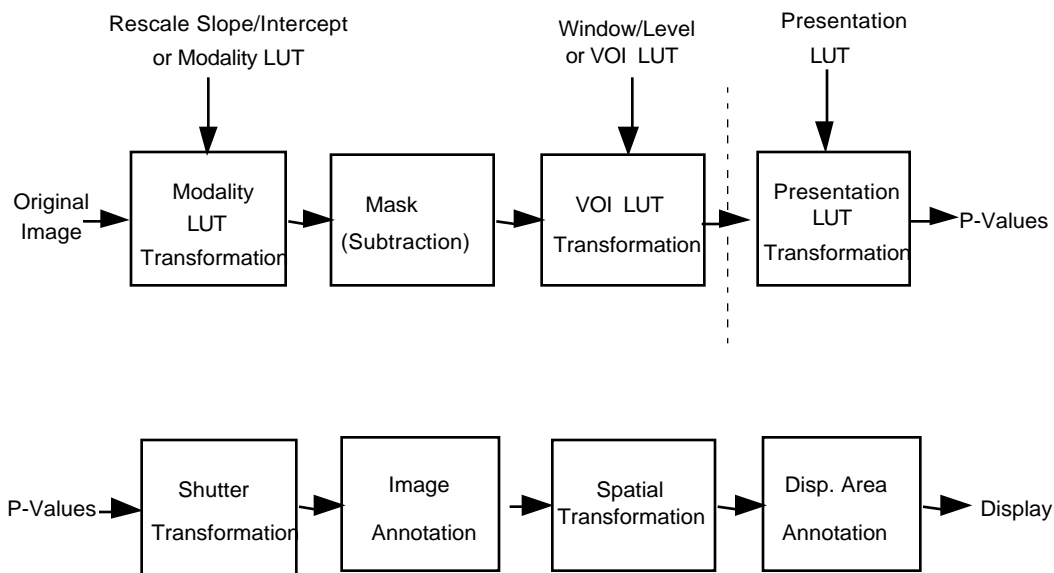 Rescale Slope/Intercept
or Modality LUT
Window/Level
or VOI LUT
Presentation
LUT
Original
Image
Modality
LUT
Transformation
Mask
(Subtraction)
VOI LUT
Transformation
Presentation
LUT
Transformation
P-Values
P-Values
Shutter
Transformation
Image
Annotation
Spatial
Transformation
Disp. Area
Annotation
Display